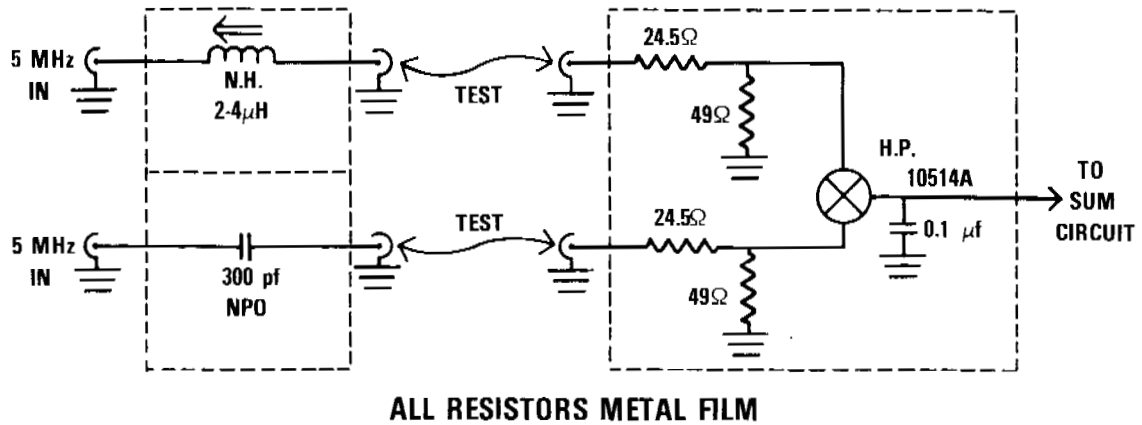 5 MHz
IN
N.H.
2-4μH
TEST
24.5Ω
49Ω
H.P.
10514A
TO
SUM
CIRCUIT
0.1 μf
5 MHz
IN
300 pf
NPO
TEST
24.5Ω
49Ω
ALL RESISTORS METAL FILM